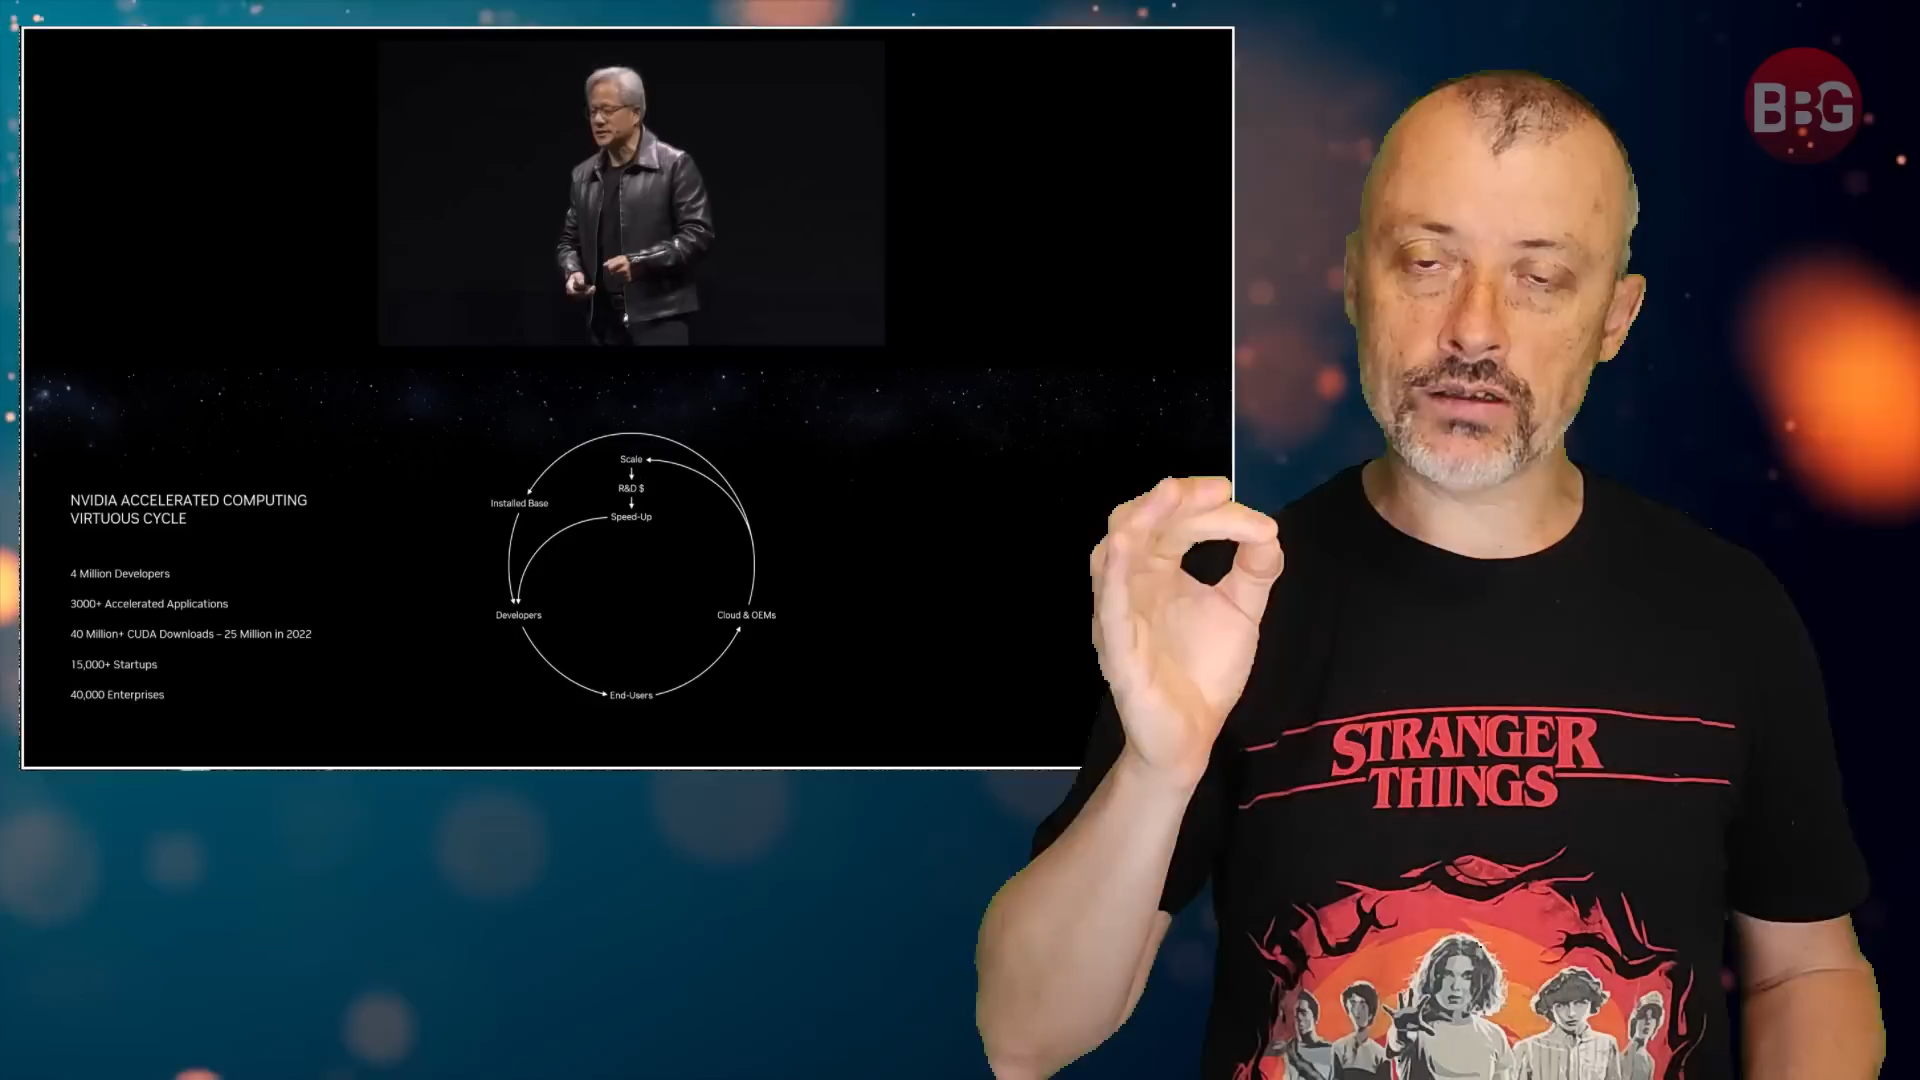 NVIDIA ACCELERATED COMPUTING
VIRTUOUS CYCLE
4 Million Developers
3000+ Accelerated Applications
40 Million+ CUDA Downloads – 25 Million in 2022
15,000+ Startups
40,000 Enterprises
Scale
R&D $
Speed-Up
Installed Base
Developers
Cloud & OEMs
End-Users
BBG
STRANGER
THINGS